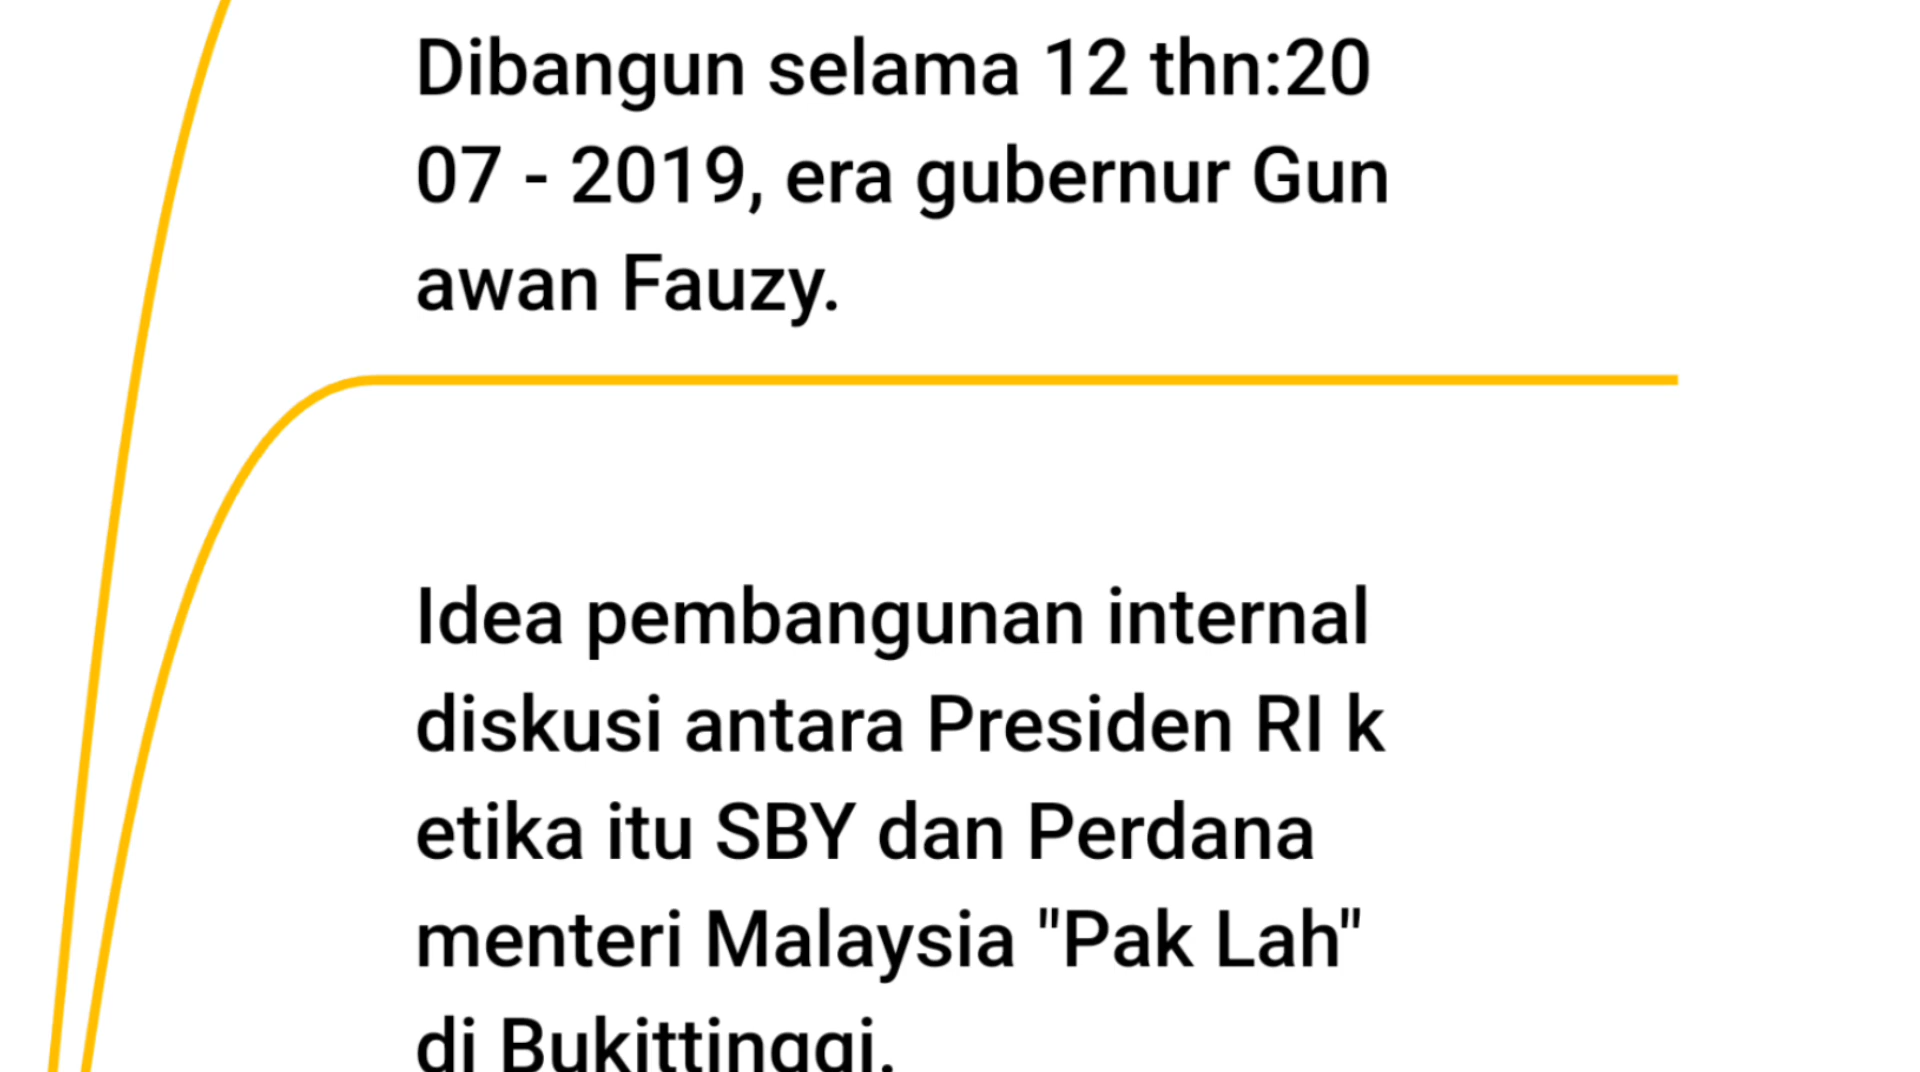 Dibangun selama 12 thn:20
07 - 2019, era gubernur Gun
awan Fauzy.
Idea pembangunan internal
diskusi antara Presiden RI k
etika itu SBY dan Perdana
menteri Malaysia "Pak Lah"
di Bukittinggi.